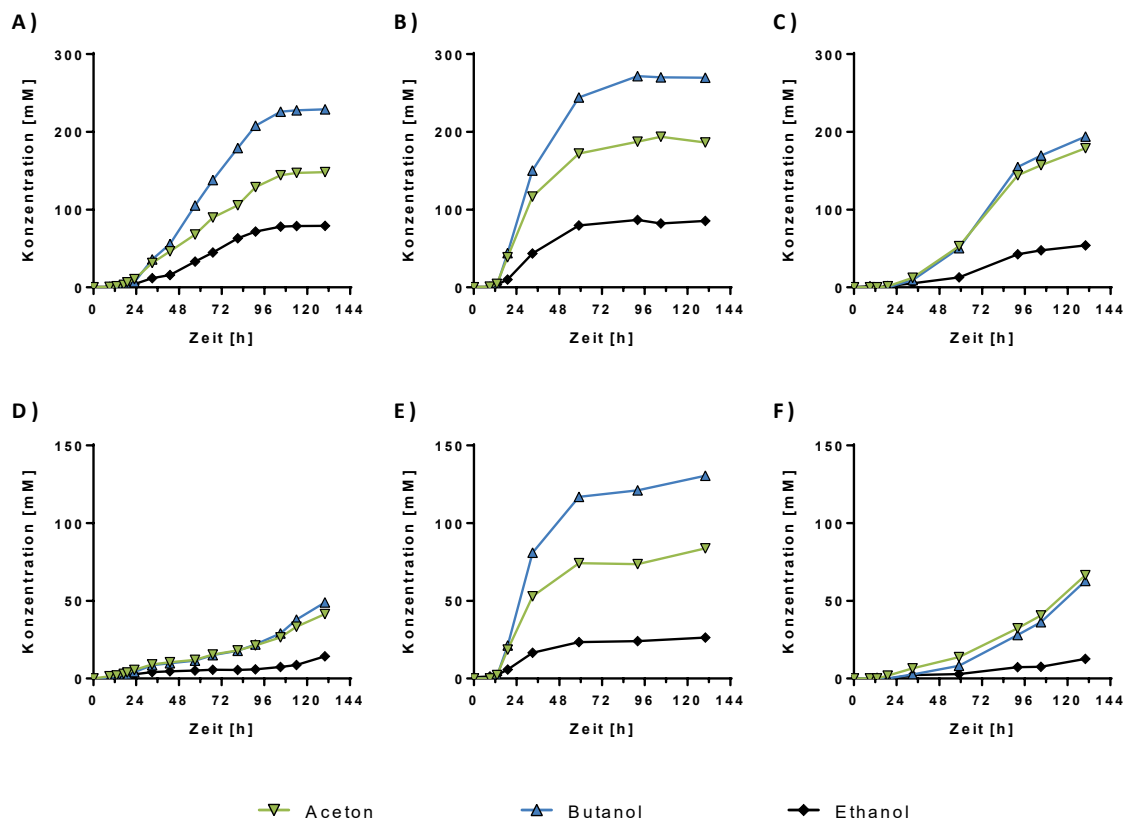 A)
B)
C)
Konzentration [mM]
300
200
100
0
0 24 48 72 96 120 144
Zeit [h]
Konzentration [mM]
300
200
100
0
0 24 48 72 96 120 144
Zeit [h]
Konzentration [mM]
300
200
100
0
0 24 48 72 96 120 144
Zeit [h]
D)
E)
F)
Konzentration [mM]
150
100
50
0
0 24 48 72 96 120 144
Zeit [h]
Konzentration [mM]
150
100
50
0
0 24 48 72 96 120 144
Zeit [h]
Konzentration [mM]
150
100
50
0
0 24 48 72 96 120 144
Zeit [h]
Aceton Butanol Ethanol